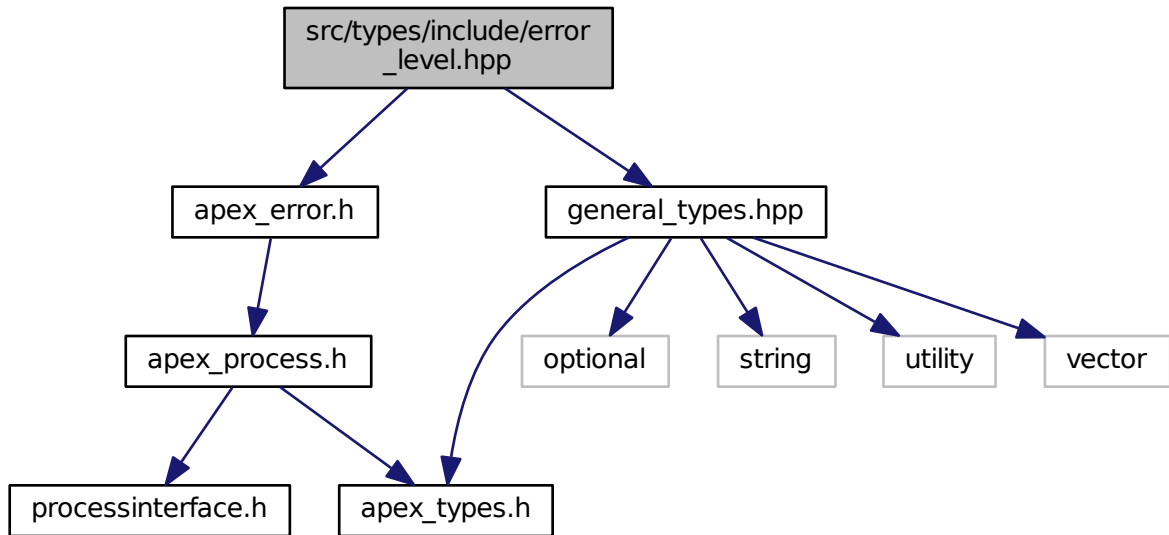 src/types/include/error
_level.hpp
apex_error.h
general_types.hpp
apex_process.h
optional
string
utility
vector
processinterface.h
apex_types.h